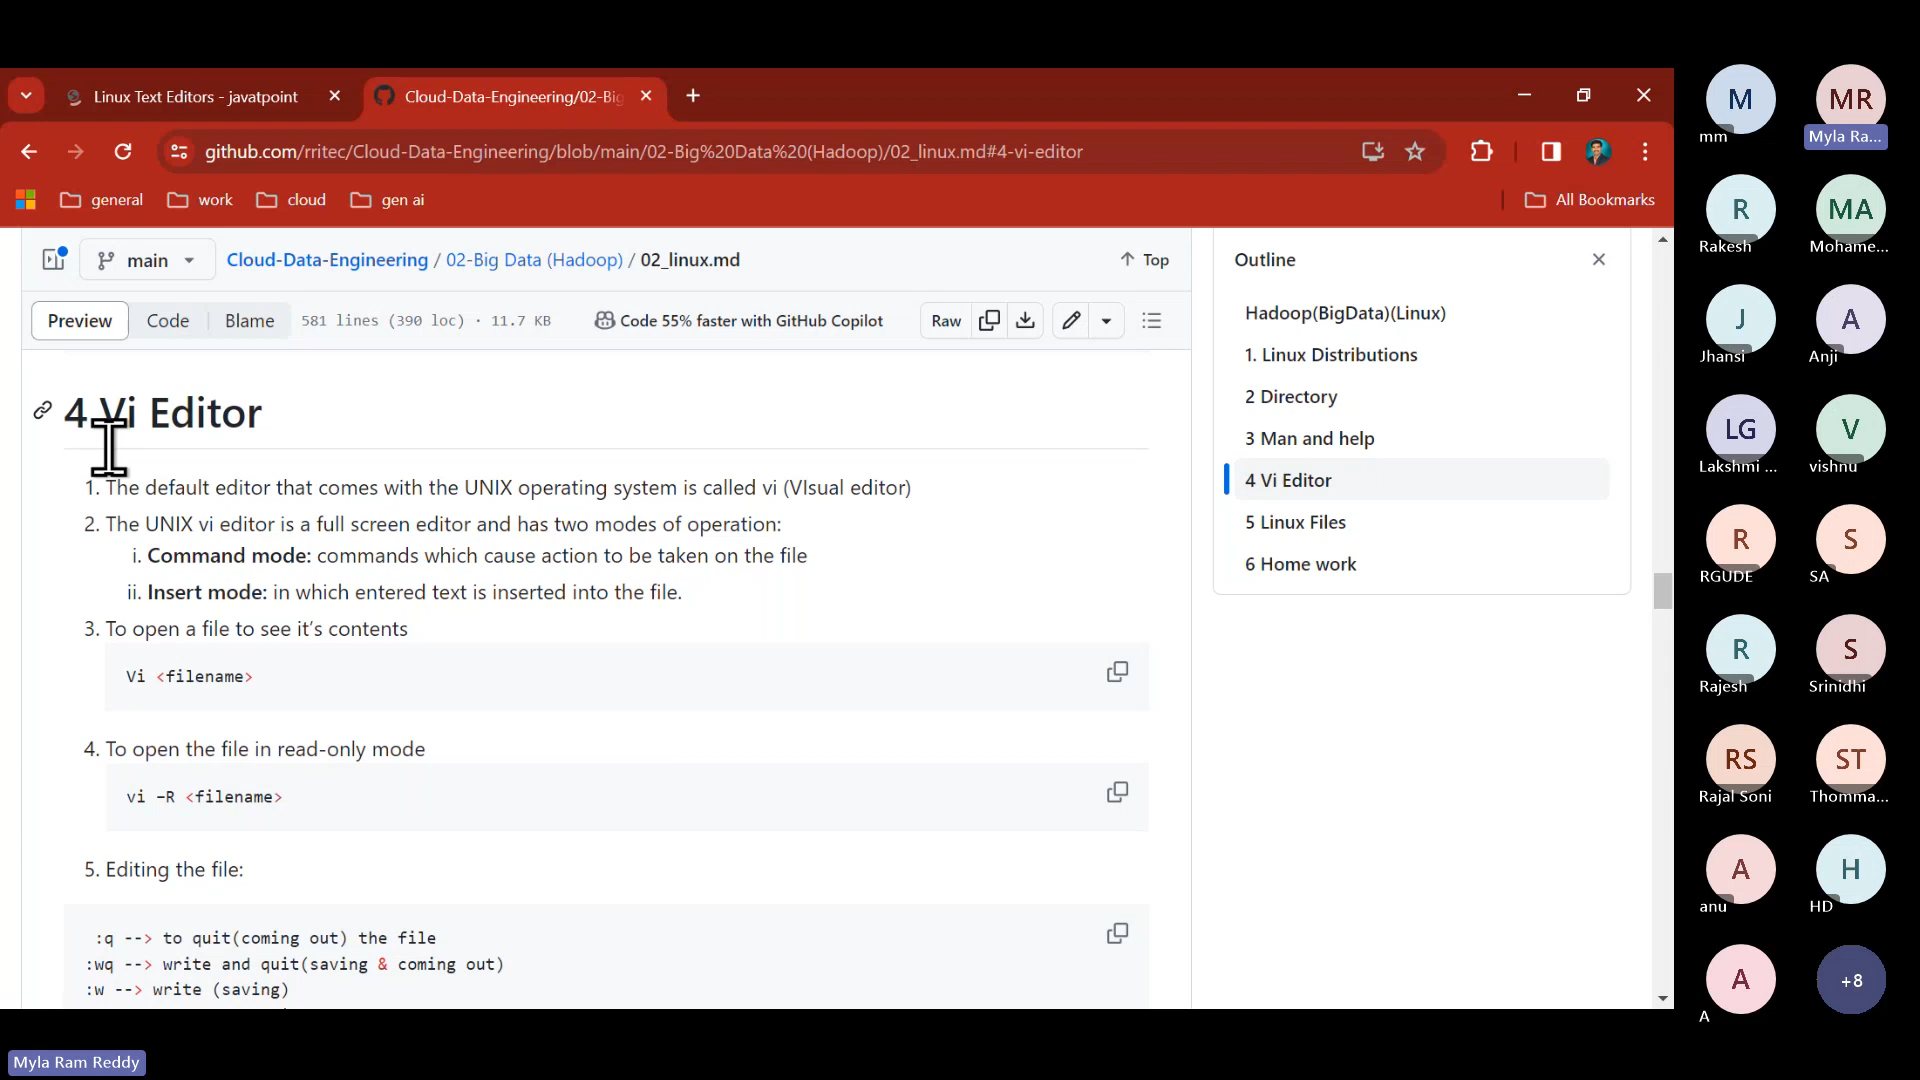 Linux Text Editors - javatpoint
Cloud-Data-Engineering/02-Big
github.com/rritec/Cloud-Data-Engineering/blob/main/02-Big%20Data%20(Hadoop)/02_linux.md#4-vi-editor
general
work
cloud
gen ai
All Bookmarks
main
Cloud-Data-Engineering / 02-Big Data (Hadoop) / 02_linux.md
Top
Preview
Code
Blame
581 lines (390 loc) · 11.7 KB
Code 55% faster with GitHub Copilot
Raw
4 Vi Editor
1. The default editor that comes with the UNIX operating system is called vi (VIsual editor)
2. The UNIX vi editor is a full screen editor and has two modes of operation:
i. Command mode: commands which cause action to be taken on the file
ii. Insert mode: in which entered text is inserted into the file.
3. To open a file to see it’s contents
Vi <filename>
4. To open the file in read-only mode
vi –R <filename>
5. Editing the file:
:q --> to quit(coming out) the file
:wq --> write and quit(saving & coming out)
:w --> write (saving)
Outline
Hadoop(BigData)(Linux)
1. Linux Distributions
2 Directory
3 Man and help
4 Vi Editor
5 Linux Files
6 Home work
M
mm
MR
Myla Ra...
R
Rakesh
MA
Mohame...
J
Jhansi
A
Anji
LG
Lakshmi ...
V
vishnu
R
RGUDE
S
SA
R
Rajesh
S
Srinidhi
RS
Rajal Soni
ST
Thomma...
A
anu
H
HD
A
A
+8
Myla Ram Reddy